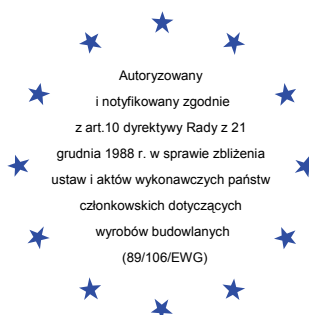 Autoryzowany
i notyfikowany zgodnie
z art.10 dyrektywy Rady z 21
grudnia 1988 r. w sprawie zbliżenia
ustaw i aktów wykonawczych państw
członkowskich dotyczących
wyrobów budowlanych
(89/106/EWG)